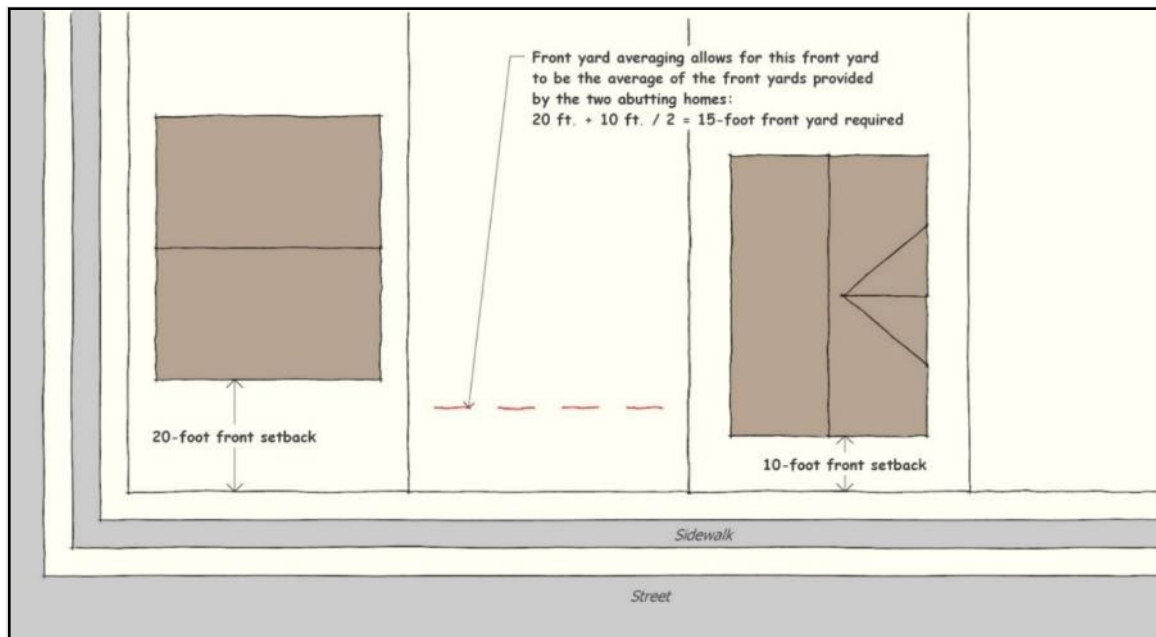 Front yard averaging allows for this front yard
to be the average of the front yards provided
by the two abutting homes:
20 ft. + 10 ft. / 2 = 15-foot front yard required
20-foot front setback
10-foot front setback
Sidewalk
Street